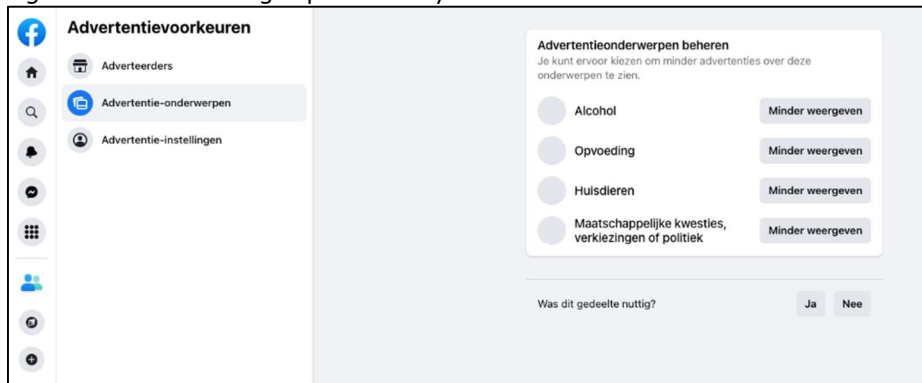 Advertentievoorkeuren
Adverteerders
Advertentie-onderwerpen
Advertentie-instellingen
Advertentieonderwerpen beheren
Je kunt ervoor kiezen om minder advertenties over deze
onderwerpen te zien.
Alcohol
Minder weergeven
Opvoeding
Minder weergeven
Huisdieren
Minder weergeven
Maatschappelijke kwesties,
verkiezingen of politiek
Minder weergeven
Was dit gedeelte nuttig?
Ja
Nee